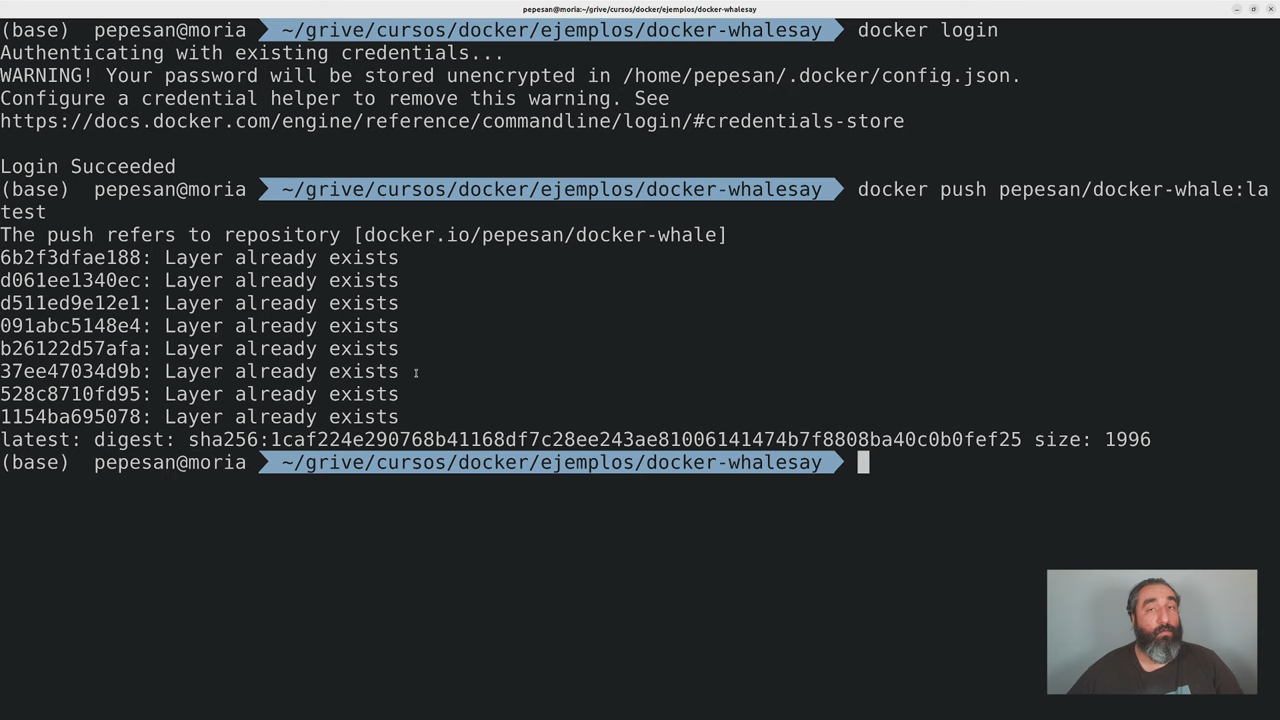 pepesan@moria:~/grive/cursos/docker/ejemplos/docker-whalesay
(base) pepesan@moria ~/grive/cursos/docker/ejemplos/docker-whalesay docker login
Authenticating with existing credentials...
WARNING! Your password will be stored unencrypted in /home/pepesan/.docker/config.json.
Configure a credential helper to remove this warning. See
https://docs.docker.com/engine/reference/commandline/login/#credentials-store
Login Succeeded
(base) pepesan@moria ~/grive/cursos/docker/ejemplos/docker-whalesay docker push pepesan/docker-whale:la
test
The push refers to repository [docker.io/pepesan/docker-whale]
6b2f3dfae188: Layer already exists
d061ee1340ec: Layer already exists
d511ed9e12e1: Layer already exists
091abc5148e4: Layer already exists
b26122d57afa: Layer already exists
37ee47034d9b: Layer already exists
528c8710fd95: Layer already exists
1154ba695078: Layer already exists
latest: digest: sha256:1caf224e290768b41168df7c28ee243ae81006141474b7f8808ba40c0b0fef25 size: 1996
(base) pepesan@moria ~/grive/cursos/docker/ejemplos/docker-whalesay